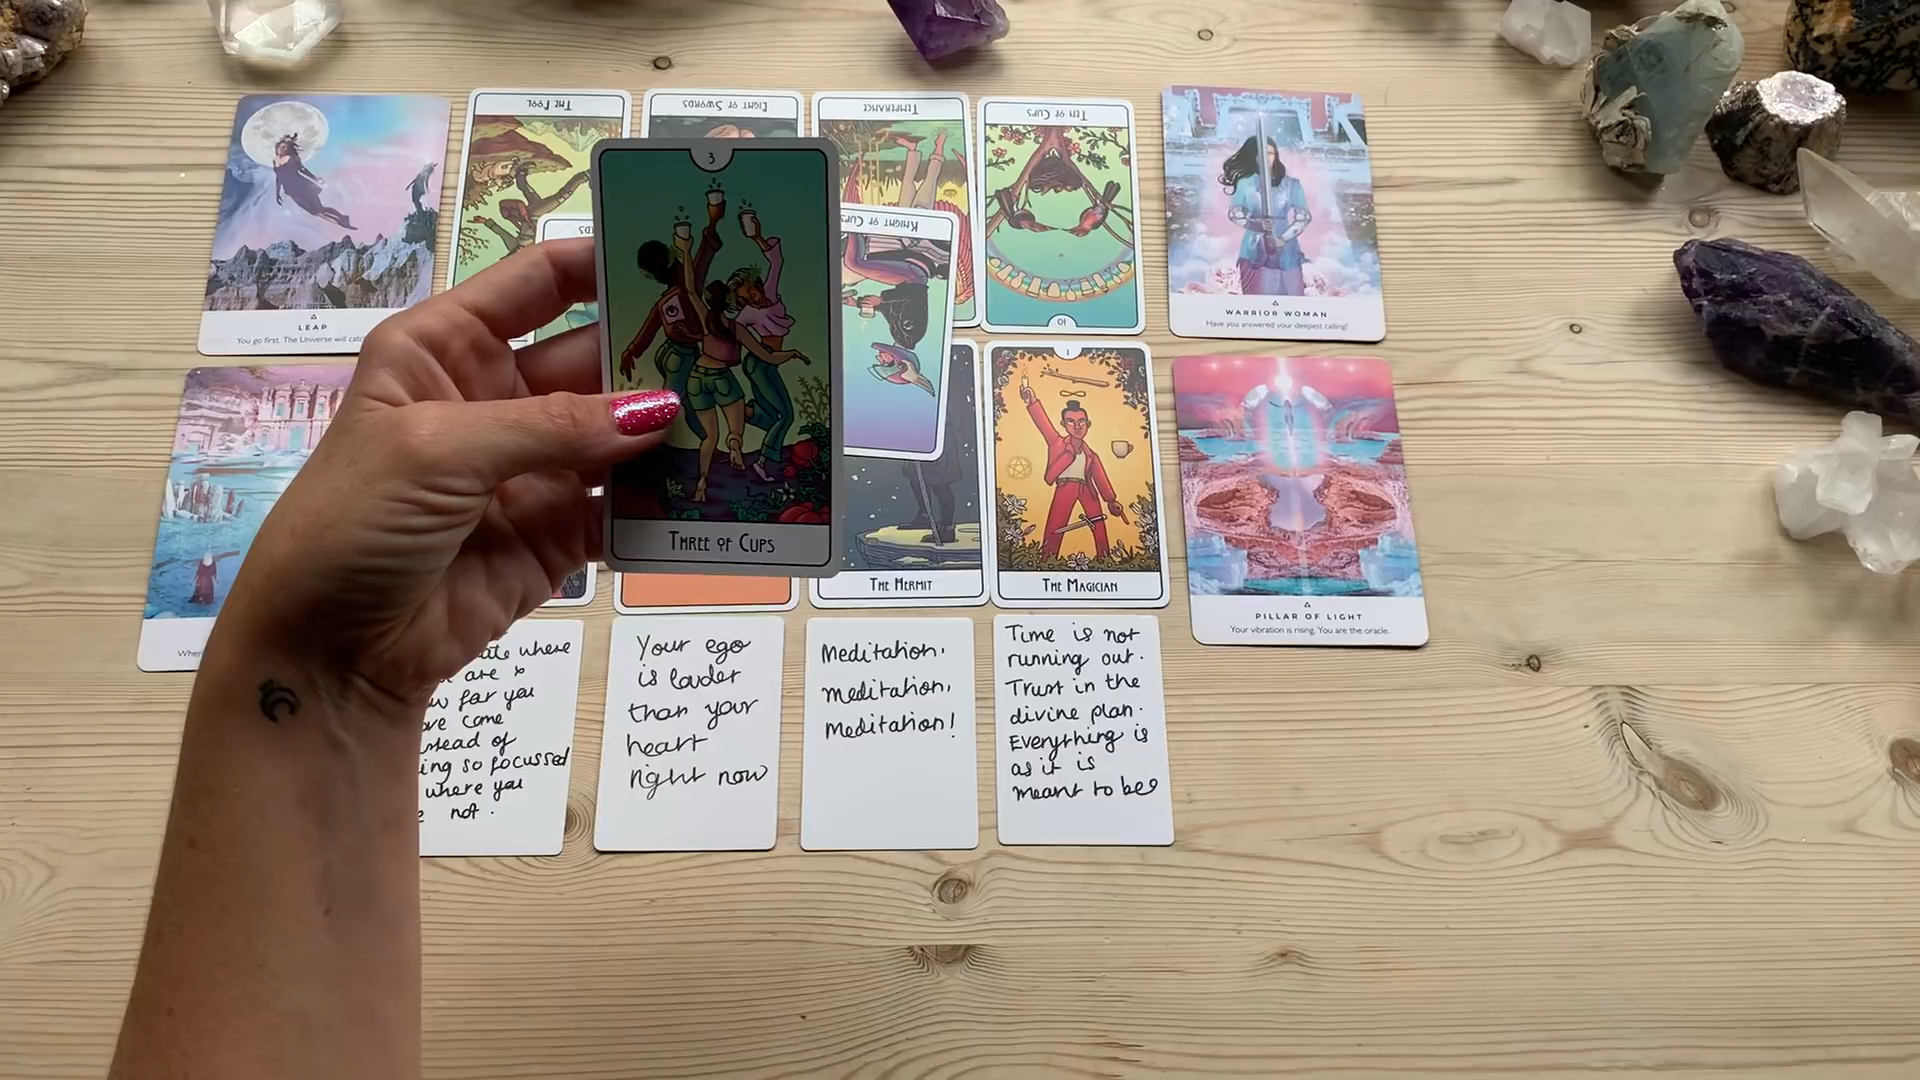 THE FOOL
EIGHT OF SWORDS
TEMPERANCE
TEN OF CUPS
10
LEAP
You go first. The Universe will
KNIGHT OF CUPS
3
THREE OF CUPS
WARRIOR WOMAN
Have you answered your deepest calling?
THE HERMIT
1
THE MAGICIAN
PILLAR OF LIGHT
Your vibration is rising. You are the oracle.
where
are &
far you
come
of
so focussed
where you
not.
Your ego
is louder
than your
heart
right now
Meditation,
meditation,
Meditation!
Time is not
running out.
Trust in the
divine plan.
Everything is
as it is
meant to be